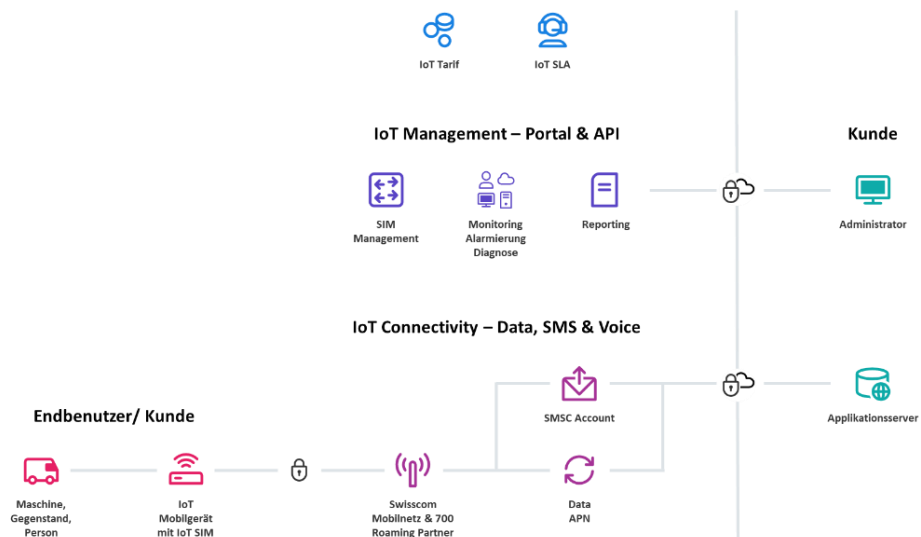 IoT Tarif
IoT SLA
IoT Management – Portal & API
Kunde
SIM
Management
Monitoring
Alarmierung
Diagnose
Reporting
Administrator
IoT Connectivity – Data, SMS & Voice
SMSC Account
Applikationsserver
Endbenutzer/ Kunde
Maschine,
Gegenstand,
Person
IoT
Mobilgerät
mit IoT SIM
Swisscom
Mobilnetz & 700
Roaming Partner
Data
APN